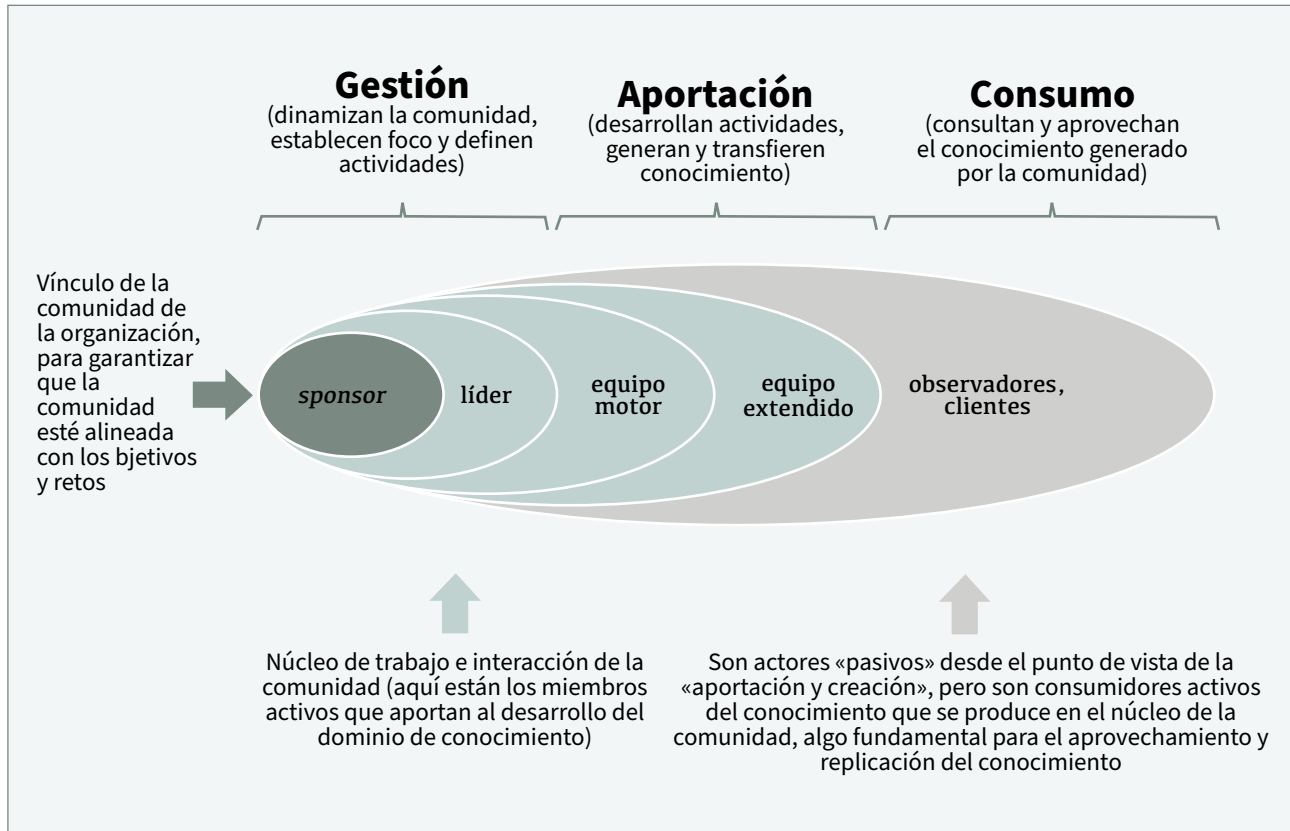 Gestión
(dinamizan la comunidad,
establecen foco y definen
actividades)
Aportación
(desarrollan actividades,
generan y transfieren
conocimiento)
Consumo
(consultan y aprovechan
el conocimiento generado
por la comunidad)
Vínculo de la
comunidad de
la organización,
para garantizar
que la
comunidad
esté alineada
con los bjetivos
y retos
sponsor
líder
equipo
motor
equipo
extendido
observadores,
clientes
Núcleo de trabajo e interacción de la
comunidad (aquí están los miembros
activos que aportan al desarrollo del
dominio de conocimiento)
Son actores «pasivos» desde el punto de vista de la
«aportación y creación», pero son consumidores activos
del conocimiento que se produce en el núcleo de la
comunidad, algo fundamental para el aprovechamiento y
replicación del conocimiento